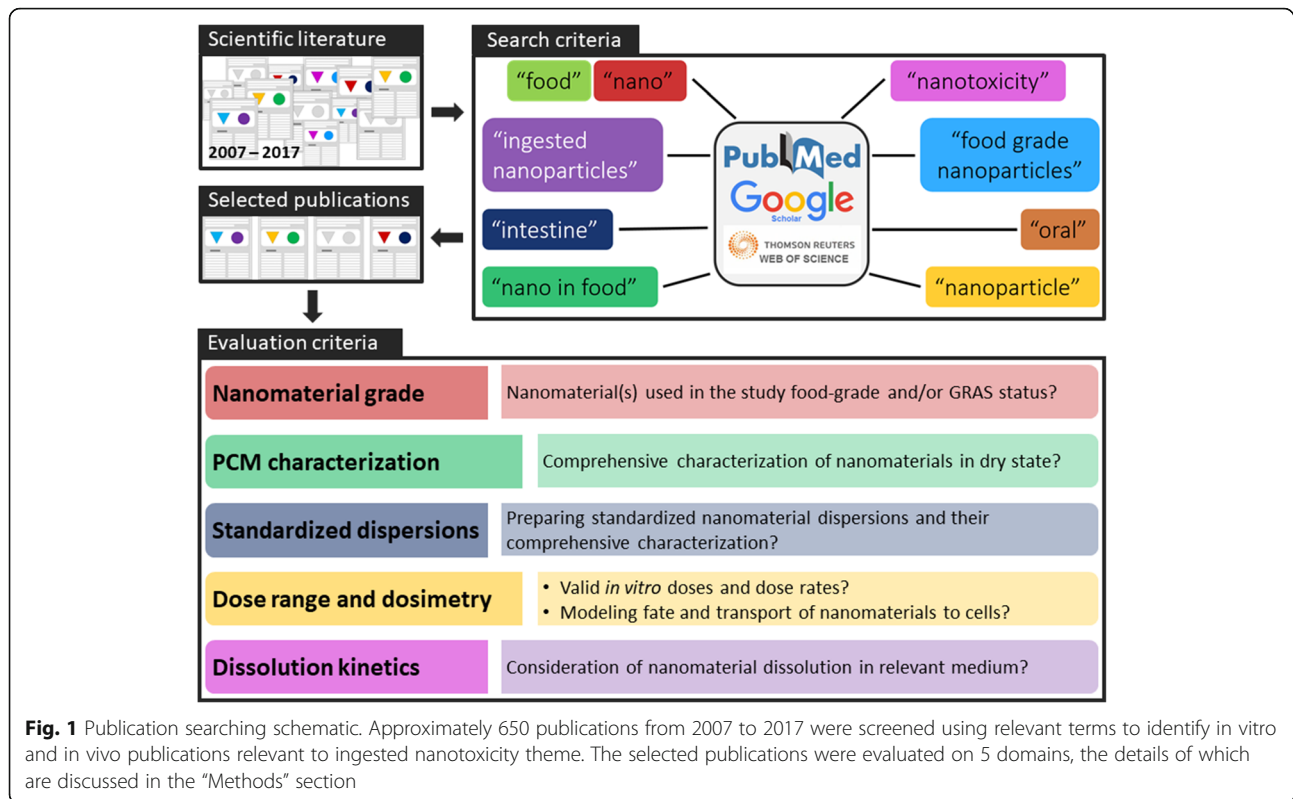 Scientific literature
2007 – 2017
Search criteria
“food”
“nano”
“nanotoxicity”
“ingested
nanoparticles”
“food grade
nanoparticles”
“intestine”
“oral”
“nano in food”
“nanoparticle”
PubMed
Google
Scholar
THOMSON REUTERS
WEB OF SCIENCE
Selected publications
Evaluation criteria
Nanomaterial grade
Nanomaterial(s) used in the study food-grade and/or GRAS status?
PCM characterization
Comprehensive characterization of nanomaterials in dry state?
Standardized dispersions
Preparing standardized nanomaterial dispersions and their
comprehensive characterization?
Dose range and dosimetry
• Valid in vitro doses and dose rates?
• Modeling fate and transport of nanomaterials to cells?
Dissolution kinetics
Consideration of nanomaterial dissolution in relevant medium?
Fig. 1 Publication searching schematic. Approximately 650 publications from 2007 to 2017 were screened using relevant terms to identify in vitro
and in vivo publications relevant to ingested nanotoxicity theme. The selected publications were evaluated on 5 domains, the details of which
are discussed in the “Methods” section